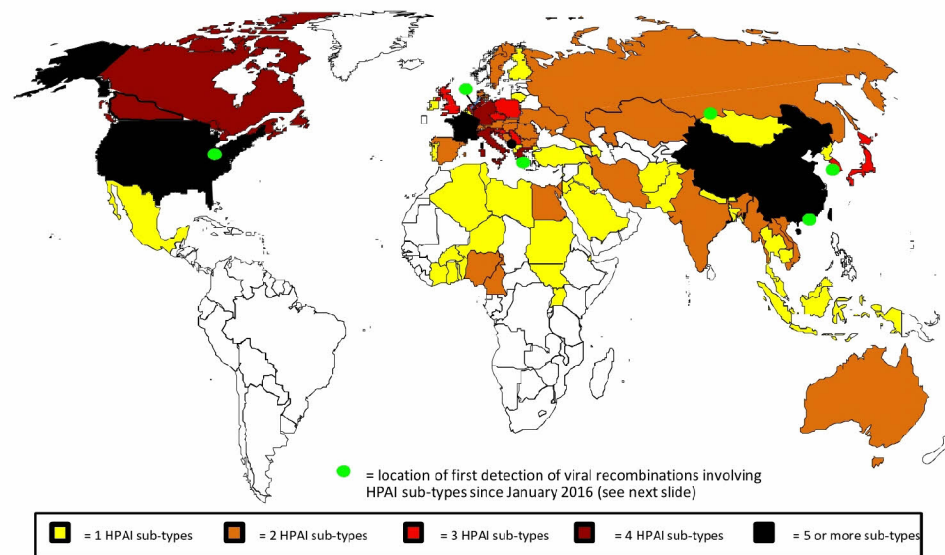 = location of first detection of viral recombinations involving
HPAI sub-types since January 2016 (see next slide)
= 1 HPAI sub-types
= 2 HPAI sub-types
= 3 HPAI sub-types
= 4 HPAI sub-types
= 5 or more sub-types